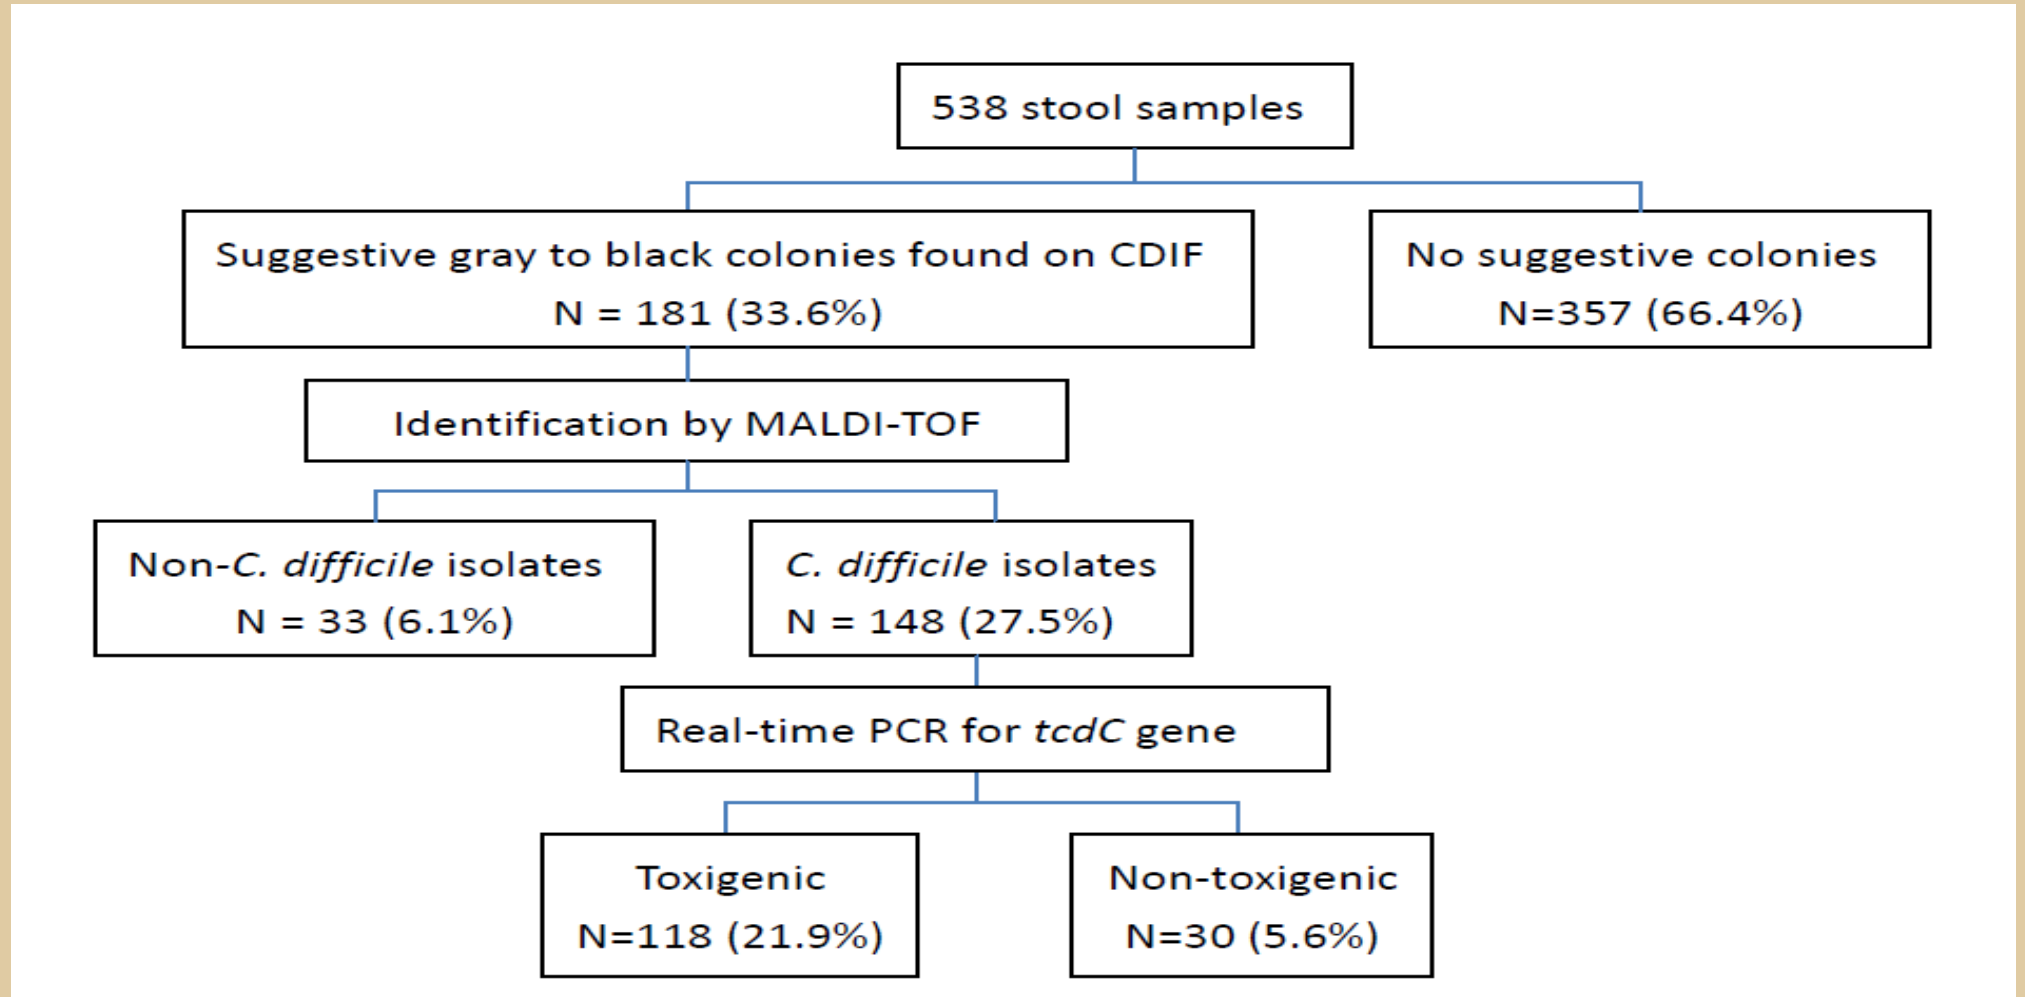 538 stool samples
Suggestive gray to black colonies found on CDIF
N = 181 (33.6%)
No suggestive colonies
N=357 (66.4%)
Identification by MALDI-TOF
Non-C. difficile isolates
N = 33 (6.1%)
C. difficile isolates
N = 148 (27.5%)
Real-time PCR for tcdC gene
Toxigenic
N=118 (21.9%)
Non-toxigenic
N=30 (5.6%)